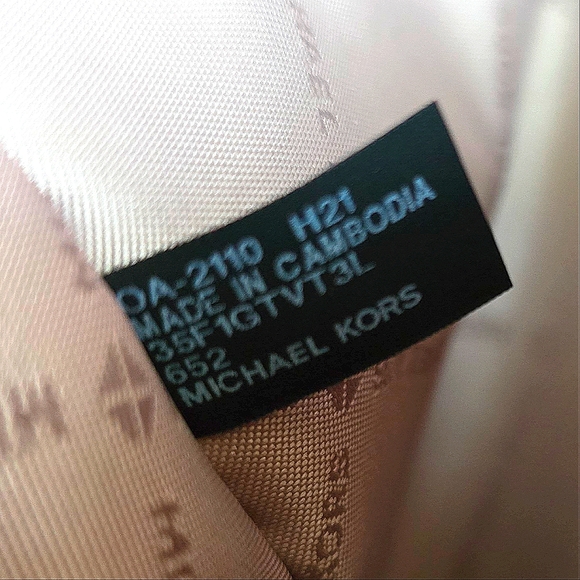 OA-2110 H21
MADE IN CAMBODIA
35F1GTVT3L
652
MICHAEL KORS